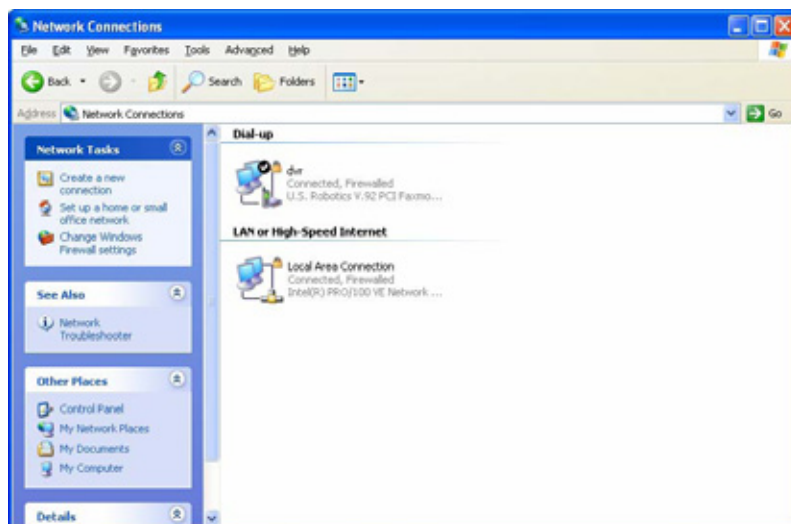 Network Connections
File Edit View Favorites Tools Advanced Help
Back Search Folders
Address Network Connections Go
Network Tasks
Create a new
connection
Set up a home or small
office network
Change Windows
Firewall settings
See Also
Network
Troubleshooter
Other Places
Control Panel
My Network Places
My Documents
My Computer
Details
Dial-up
dvr
Connected, Firewalled
U.S. Robotics V.92 PCI Faxmo...
LAN or High-Speed Internet
Local Area Connection
Connected, Firewalled
Intel(R) PRO/100 VE Network ...